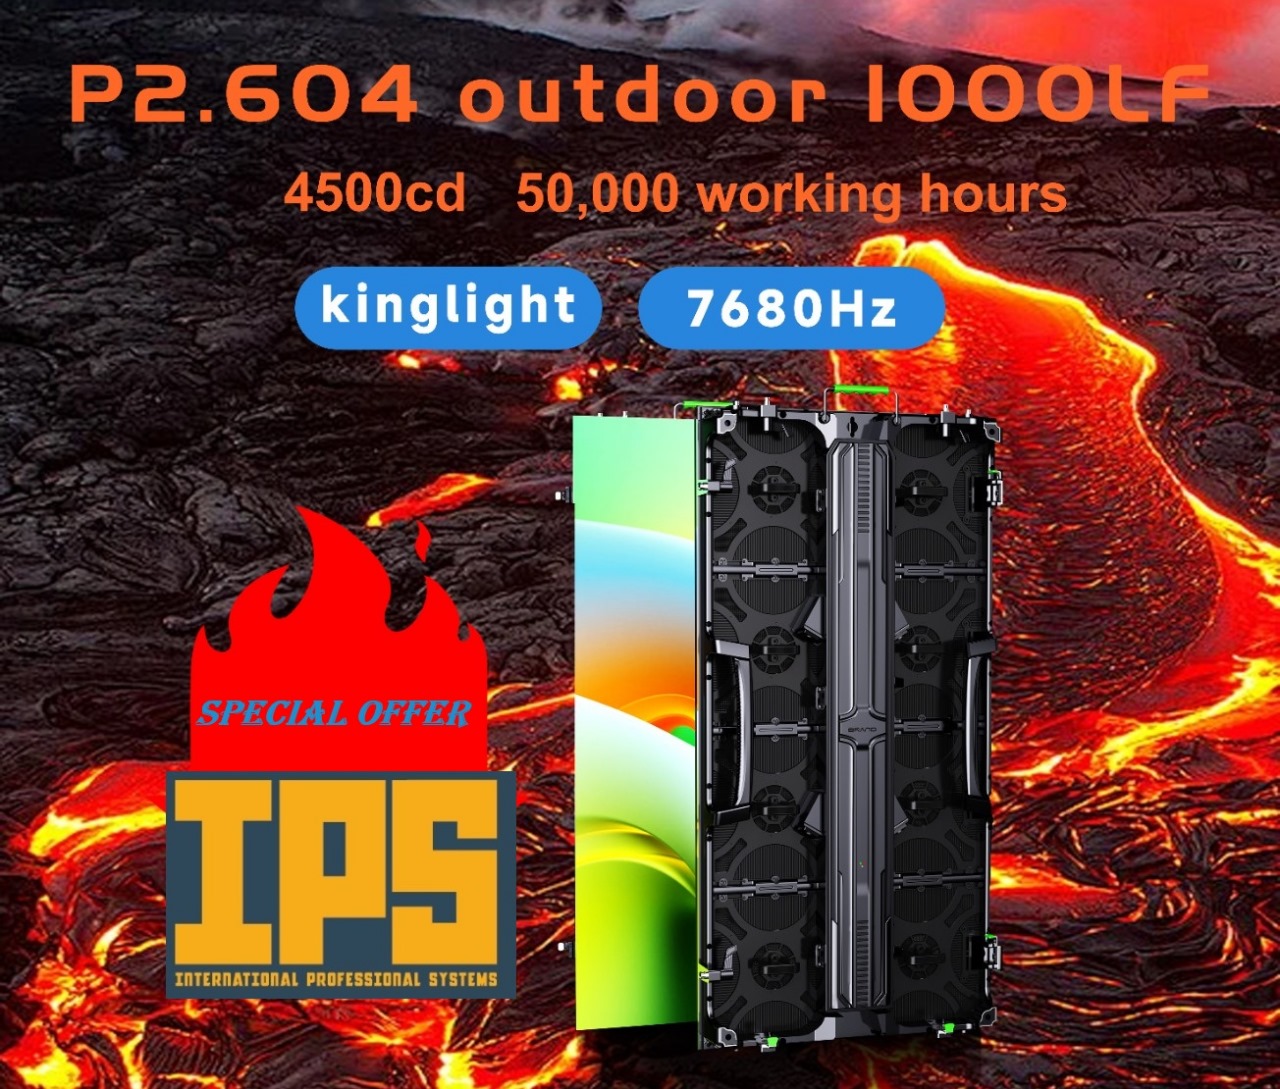 P2.604 outdoor 1000LF
4500cd 50,000 working hours
kinglight 7680Hz
SPECIAL OFFER
IPS
INTERNATIONAL PROFESSIONAL SYSTEMS